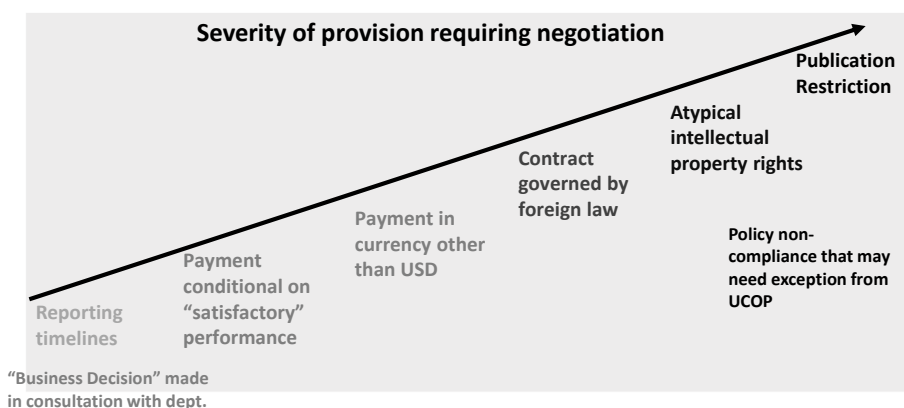 Severity of provision requiring negotiation
Publication
Restriction
Atypical
intellectual
property rights
Contract
governed by
foreign law
Payment in
currency other
than USD
Policy non-
compliance that may
need exception from
UCOP
Payment
conditional on
“satisfactory”
performance
Reporting
timelines
“Business Decision” made
in consultation with dept.